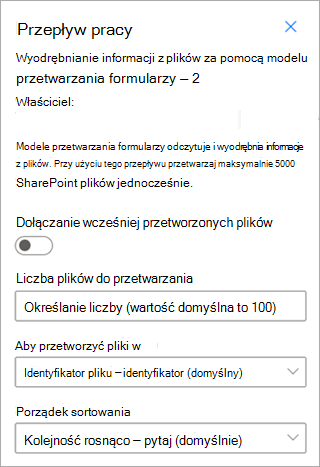 Przepływ pracy
Wyodrębnianie informacji z plików za pomocą modelu
przetwarzania formularzy — 2
Właściciel:
Modele przetwarzania formularzy odczytuje i wyodrębnia informacje
z plików. Przy użyciu tego przepływu przetwarzaj maksymalnie 5000
SharePoint plików jednocześnie.
Dołączanie wcześniej przetworzonych plików
Liczba plików do przetwarzania
Określanie liczby (wartość domyślna to 100)
Aby przetworzyć pliki w
Identyfikator pliku — identyfikator (domyślny)
Porządek sortowania
Kolejność rosnąco — pytaj (domyślnie)